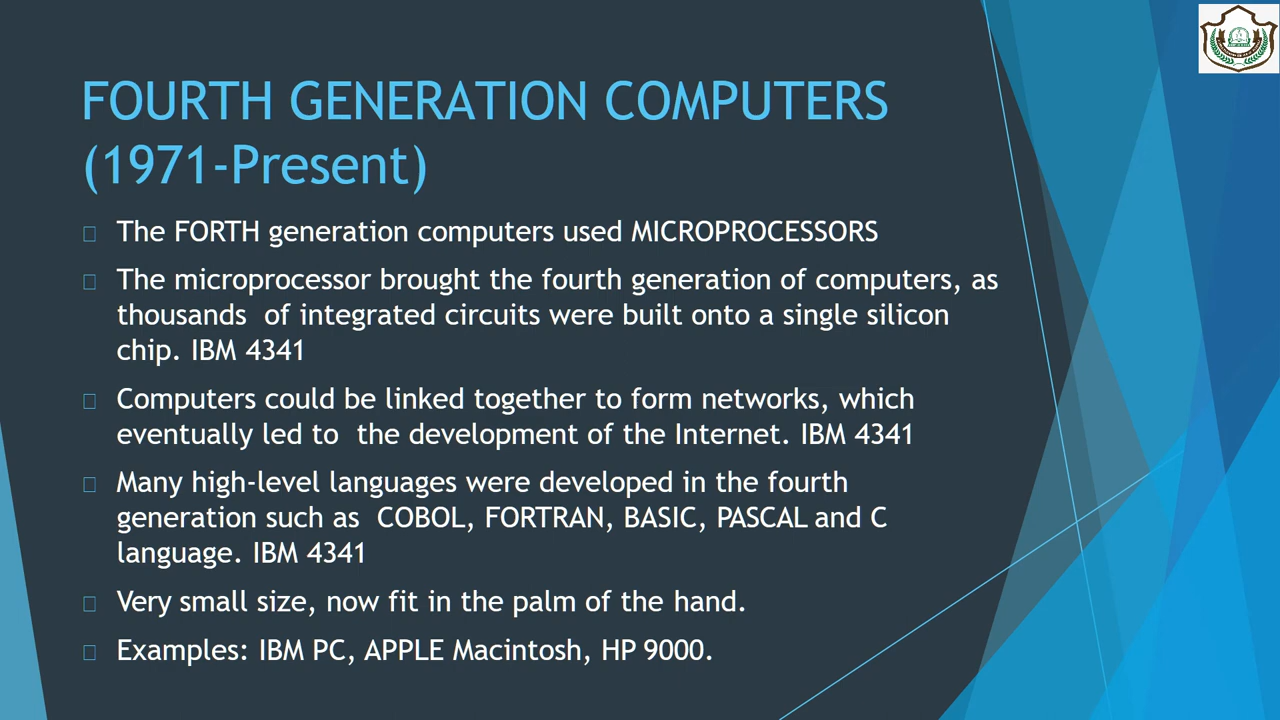 FOURTH GENERATION COMPUTERS
(1971-Present)
The FORTH generation computers used MICROPROCESSORS
The microprocessor brought the fourth generation of computers, as
thousands of integrated circuits were built onto a single silicon
chip. IBM 4341
Computers could be linked together to form networks, which
eventually led to the development of the Internet. IBM 4341
Many high-level languages were developed in the fourth
generation such as COBOL, FORTRAN, BASIC, PASCAL and C
language. IBM 4341
Very small size, now fit in the palm of the hand.
Examples: IBM PC, APPLE Macintosh, HP 9000.